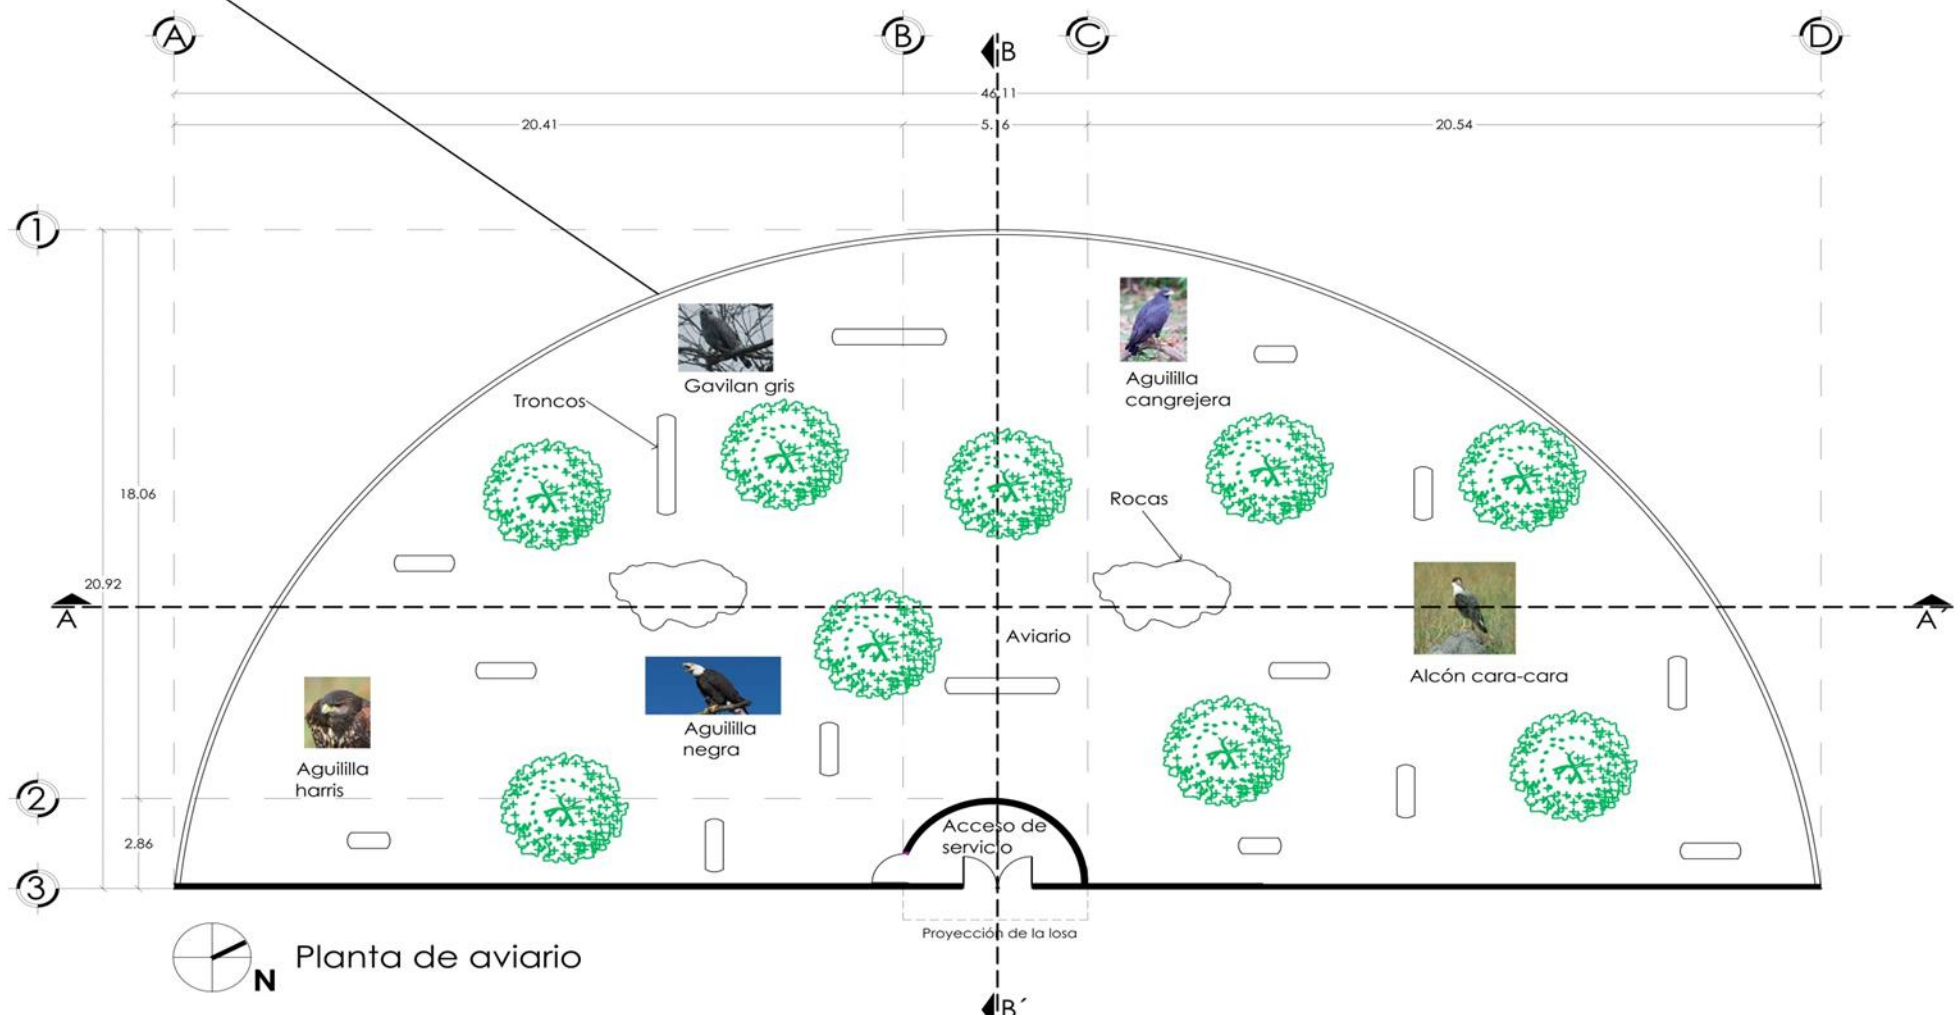 A
B
B
C
D
46.11
20.41
5.16
20.54
1
Gavilan gris
Aguililla
cangrejera
Troncos
18.06
Rocas
20.92
A
A´
Aviario
Alcón cara-cara
Aguililla
negra
Aguililla
harris
2
Acceso de
servicio
2.86
3
Proyección de la losa
N
Planta de aviario
B´